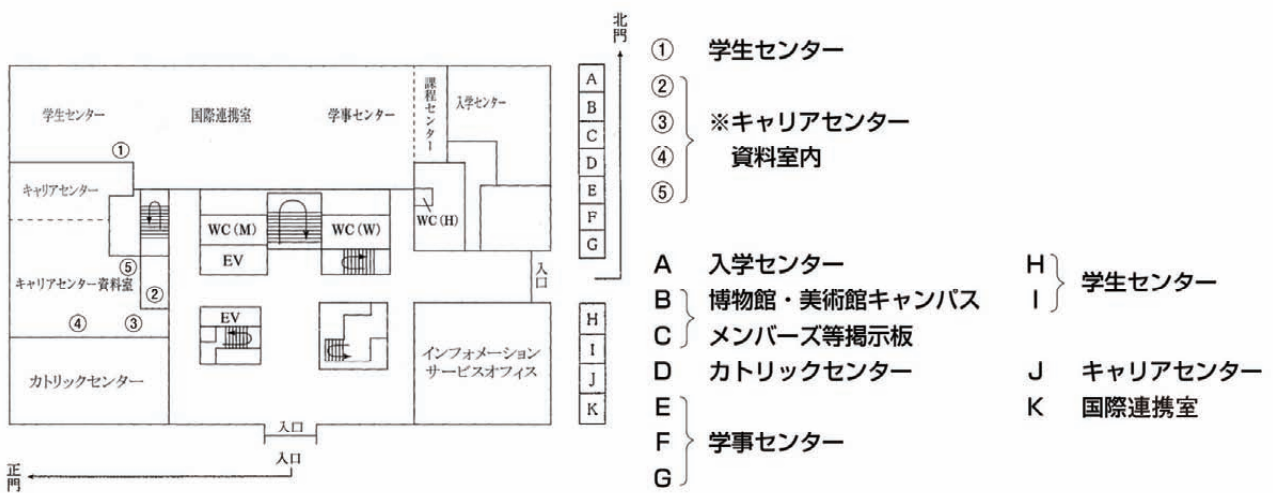 北門
学生センター
国際連携室
学事センター
課程センター
入学センター
①
キャリアセンター
WC(M)
WC(W)
WC(H)
EV
⑤
キャリアセンター資料室
②
④
③
EV
カトリックセンター
インフォメーション
サービスオフィス
入口
入口
入口
正門
A
B
C
D
E
F
G
H
I
J
K
① 学生センター
②
③ ※キャリアセンター
④ 資料室内
⑤
A 入学センター
B 博物館・美術館キャンパス
C メンバーズ等掲示板
D カトリックセンター
E
F 学事センター
G
H
I 学生センター
J キャリアセンター
K 国際連携室